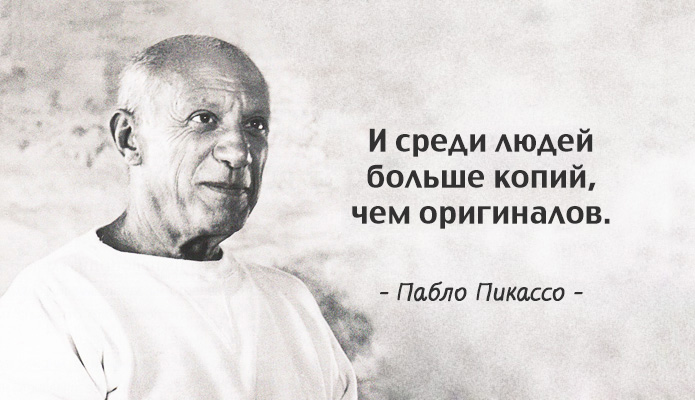 И среди людей
больше копий,
чем оригиналов.
- Пабло Пикассо -